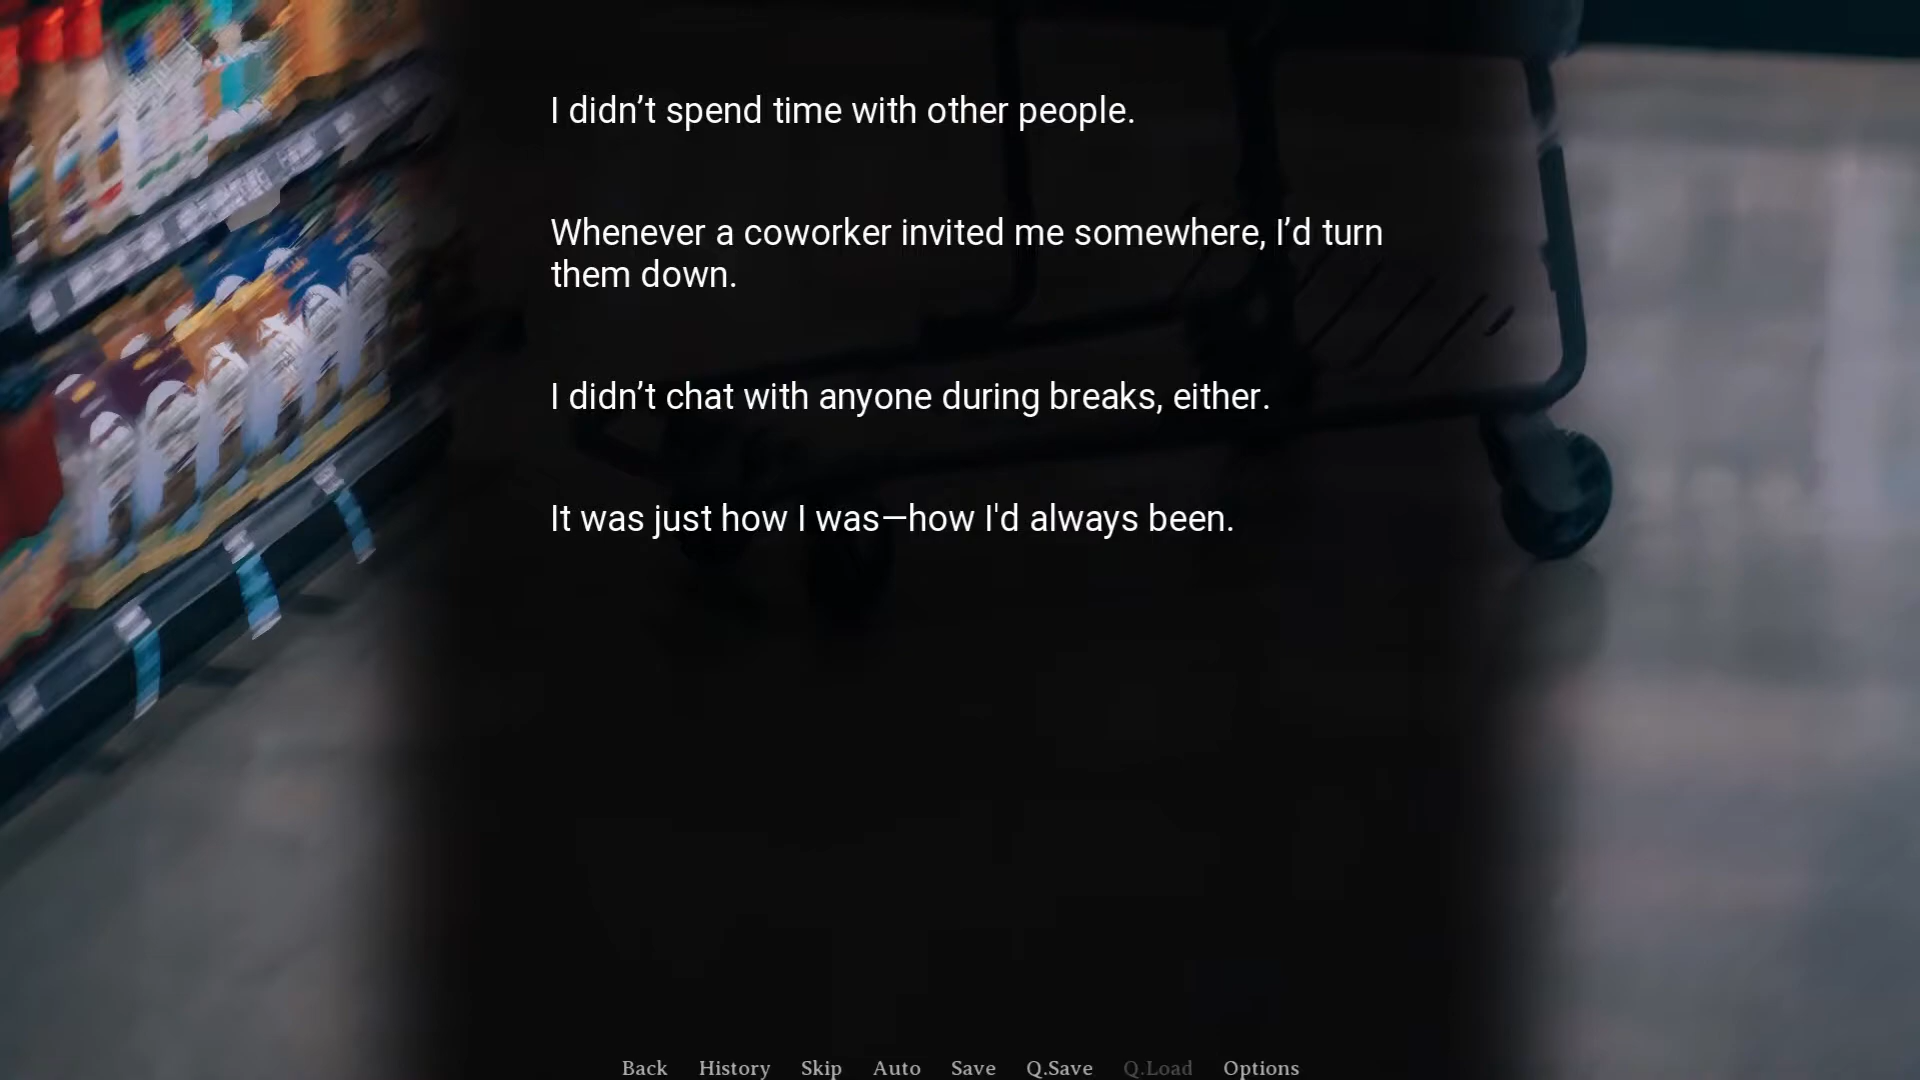 I didn’t spend time with other people.
Whenever a coworker invited me somewhere, I’d turn
them down.
I didn’t chat with anyone during breaks, either.
It was just how I was—how I'd always been.
Back History Skip Auto Save Q.Save Q.Load Options